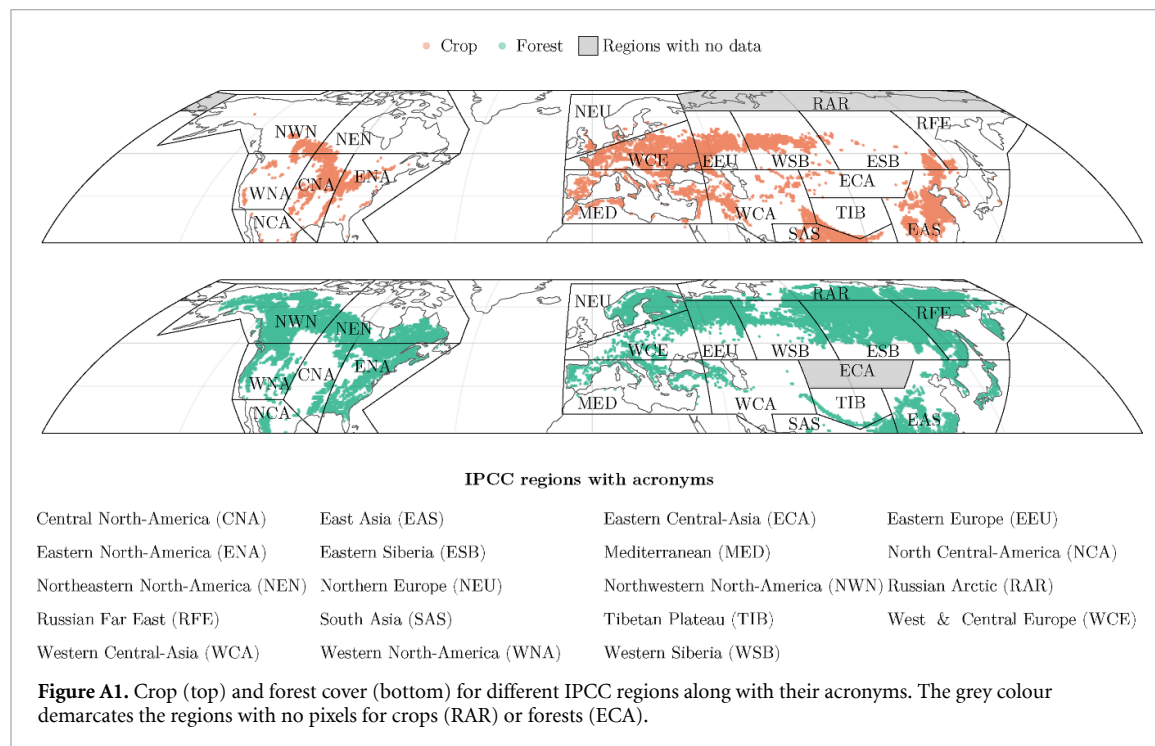 Crop Forest Regions with no data
RAR
NEU
NWN
NEN
RFE
WCE
EEU
WSB
ESB
WNA
CNA
ENA
ECA
NCA
MED
WCA
TIB
SAS
EAS
RAR
NEU
NWN
NEN
RFE
WCE
EEU
WSB
ESB
WNA
CNA
ENA
ECA
NCA
MED
WCA
TIB
SAS
EAS
IPCC regions with acronyms
Central North-America (CNA) East Asia (EAS) Eastern Central-Asia (ECA) Eastern Europe (EEU)
Eastern North-America (ENA) Eastern Siberia (ESB) Mediterranean (MED) North Central-America (NCA)
Northeastern North-America (NEN) Northern Europe (NEU) Northwestern North-America (NWN) Russian Arctic (RAR)
Russian Far East (RFE) South Asia (SAS) Tibetan Plateau (TIB) West & Central Europe (WCE)
Western Central-Asia (WCA) Western North-America (WNA) Western Siberia (WSB)
Figure A1. Crop (top) and forest cover (bottom) for different IPCC regions along with their acronyms. The grey colour
demarcates the regions with no pixels for crops (RAR) or forests (ECA).